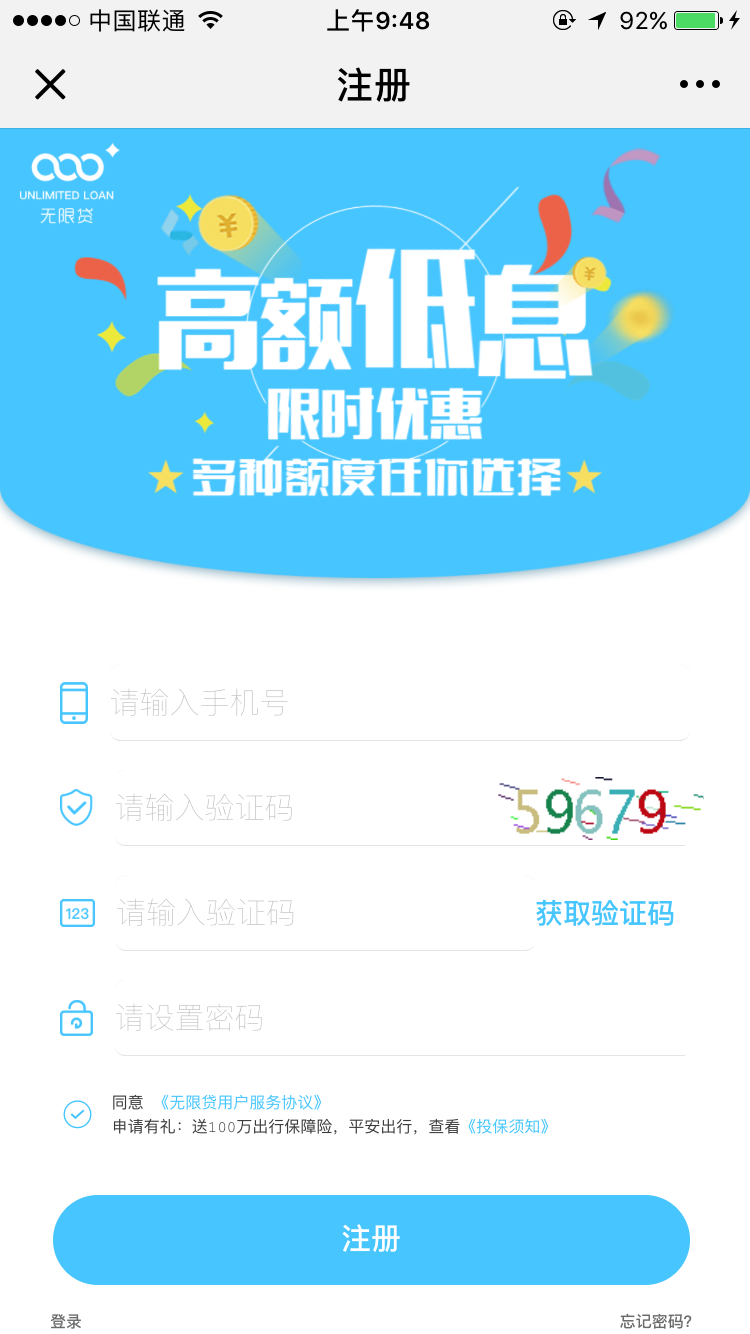 中国联通 上午9:48 92%
注册
UNLIMITED LOAN
无限贷
¥
¥
高额低息
限时优惠
多种额度任你选择
请输入手机号
请输入验证码 59679
123 请输入验证码 获取验证码
请设置密码
同意 《无限贷用户服务协议》
申请有礼：送100万出行保障险，平安出行，查看《投保须知》
注册
登录 忘记密码?